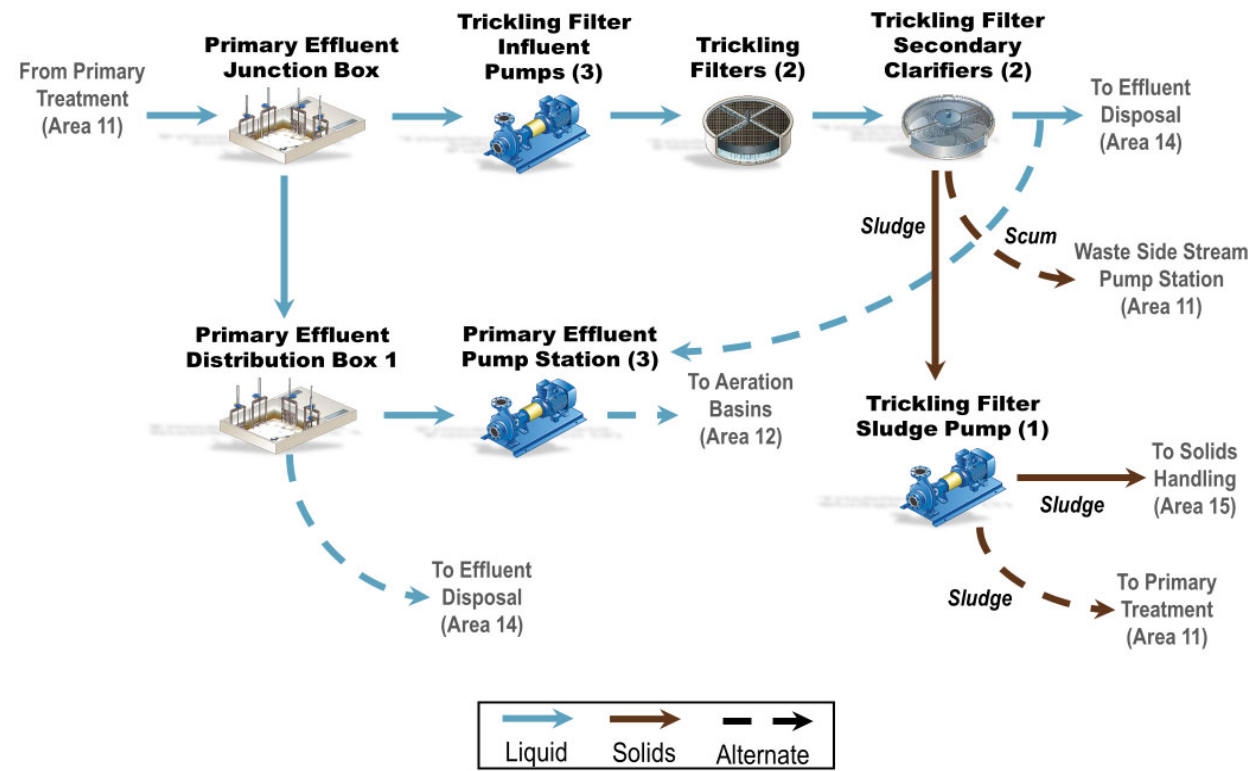 From Primary
Treatment
(Area 11)
Primary Effluent
Junction Box
Trickling Filter
Influent
Pumps (3)
Trickling
Filters (2)
Trickling Filter
Secondary
Clarifiers (2)
To Effluent
Disposal
(Area 14)
Sludge
Scum
Waste Side Stream
Pump Station
(Area 11)
Primary Effluent
Distribution Box 1
Primary Effluent
Pump Station (3)
To Aeration
Basins
(Area 12)
Trickling Filter
Sludge Pump (1)
Sludge
To Solids
Handling
(Area 15)
To Effluent
Disposal
(Area 14)
Sludge
To Primary
Treatment
(Area 11)
Liquid
Solids
Alternate